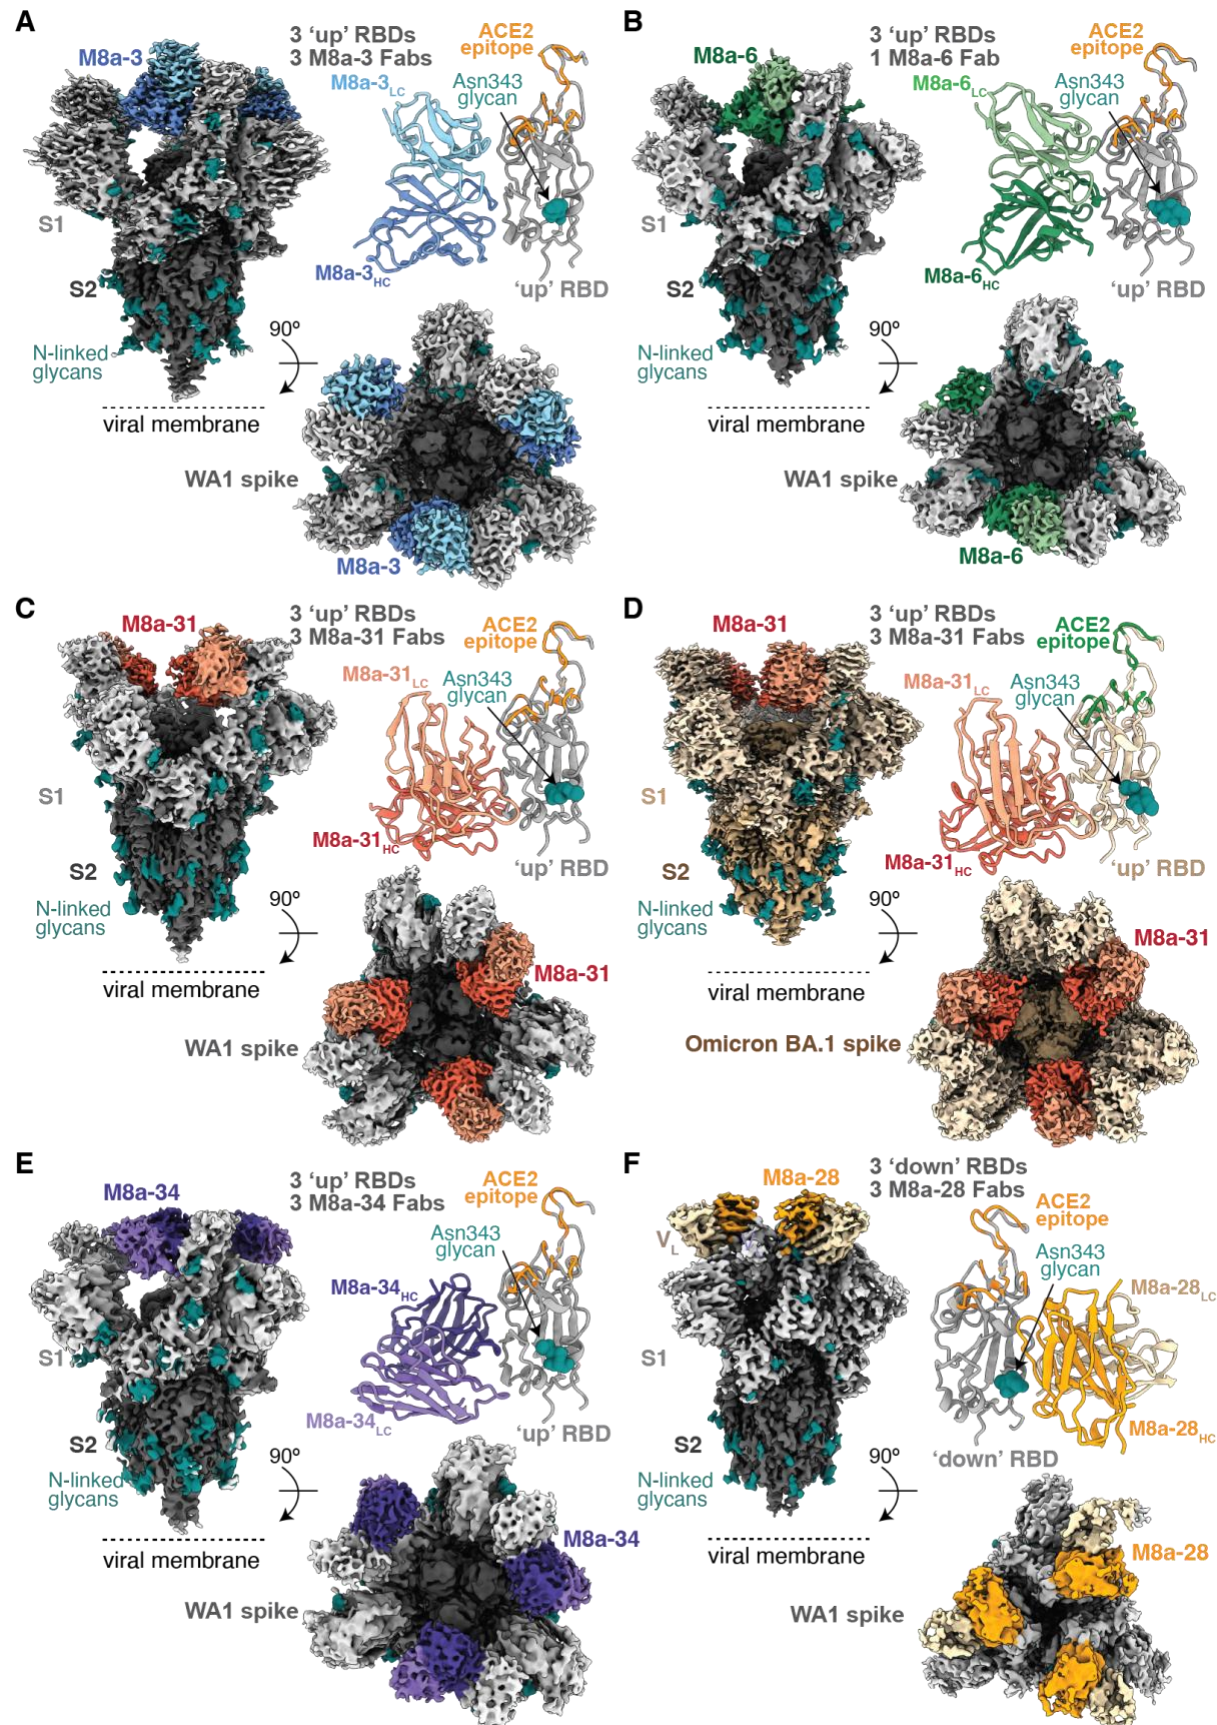 A
M8a-3
3 ‘up’ RBDs
3 M8a-3 Fabs
ACE2
epitope
M8a-3LC
Asn343
glycan
S1
M8a-3HC
‘up’ RBD
S2
90º
N-linked
glycans
viral membrane
WA1 spike
M8a-3
B
M8a-6
3 ‘up’ RBDs
1 M8a-6 Fab
ACE2
epitope
M8a-6LC
Asn343
glycan
S1
M8a-6HC
‘up’ RBD
S2
90º
N-linked
glycans
viral membrane
WA1 spike
M8a-6
C
M8a-31
3 ‘up’ RBDs
3 M8a-31 Fabs
ACE2
epitope
M8a-31LC
Asn343
glycan
S1
M8a-31HC
‘up’ RBD
S2
90º
N-linked
glycans
M8a-31
viral membrane
WA1 spike
D
M8a-31
3 ‘up’ RBDs
3 M8a-31 Fabs
ACE2
epitope
M8a-31LC
Asn343
glycan
S1
M8a-31HC
‘up’ RBD
S2
90º
N-linked
glycans
M8a-31
viral membrane
Omicron BA.1 spike
E
M8a-34
3 ‘up’ RBDs
3 M8a-34 Fabs
ACE2
epitope
Asn343
glycan
M8a-34HC
S1
M8a-34LC
‘up’ RBD
S2
90º
N-linked
glycans
M8a-34
viral membrane
WA1 spike
F
M8a-28
3 ‘down’ RBDs
3 M8a-28 Fabs
ACE2
epitope
VL
Asn343
glycan
M8a-28LC
S1
M8a-28HC
‘down’ RBD
S2
90º
N-linked
glycans
M8a-28
viral membrane
WA1 spike